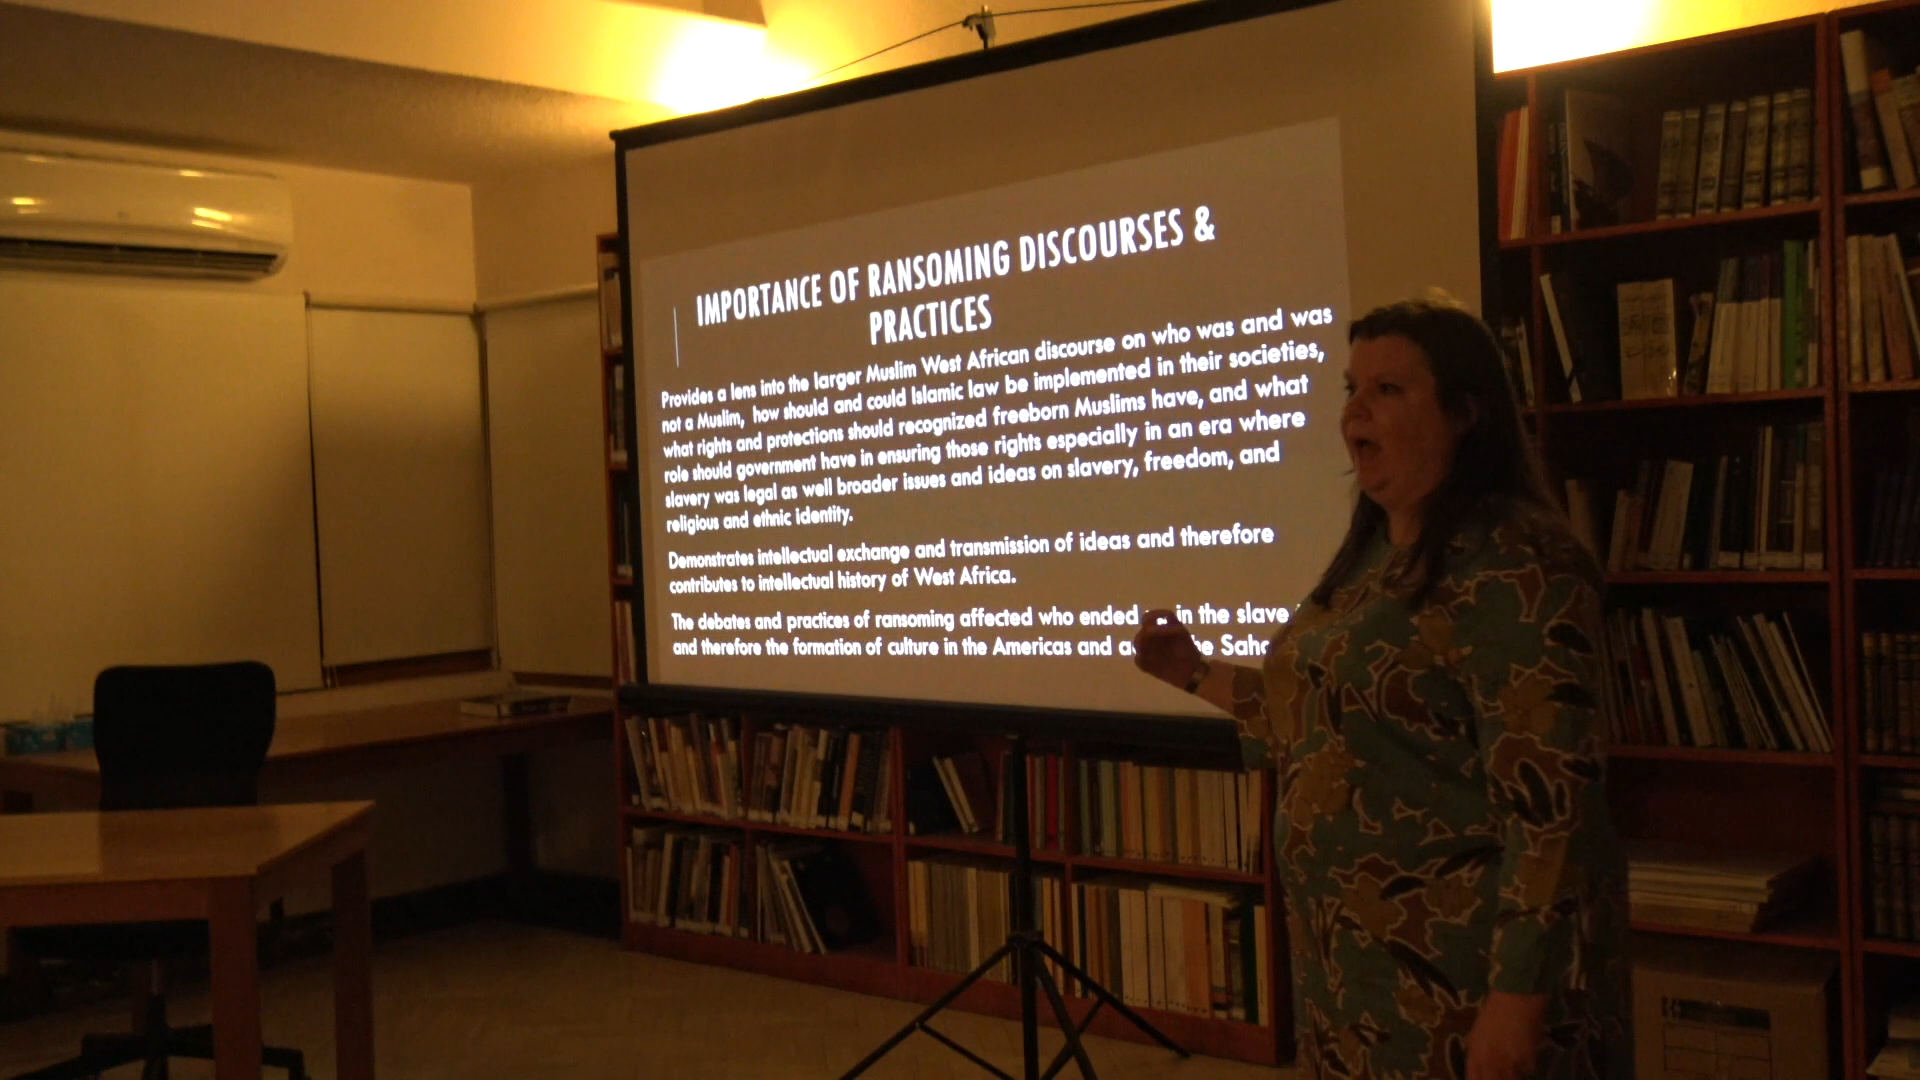 IMPORTANCE OF RANSOMING DISCOURSES &
PRACTICES
Provides a lens into the larger Muslim West African discourse on who was and was
not a Muslim, how should and could Islamic law be implemented in their societies,
what rights and protections should recognized freeborn Muslims have, and what
role should government have in ensuring those rights especially in an era where
slavery was legal as well broader issues and ideas on slavery, freedom, and
religious and ethnic identity.
Demonstrates intellectual exchange and transmission of ideas and therefore
contributes to intellectual history of West Africa.
The debates and practices of ransoming affected who ended in the slave
and therefore the formation of culture in the Americas and